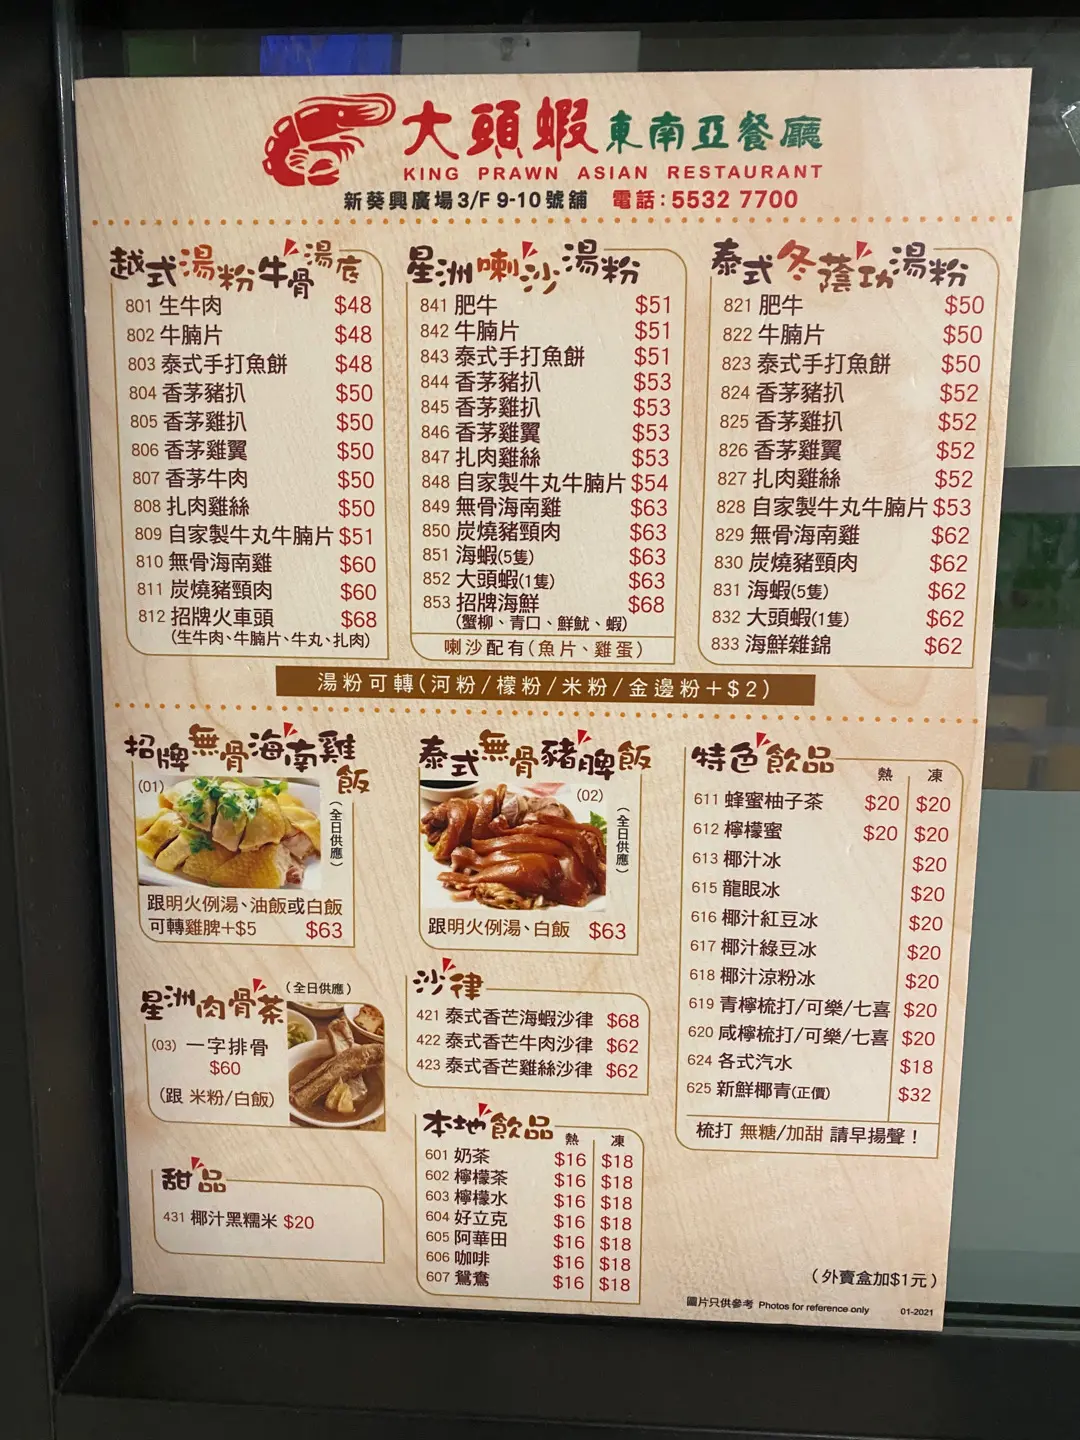 大頭蝦東南亞餐廳
KING PRAWN ASIAN RESTAURANT
新葵興廣場3/F 9-10號舖 電話:5532 7700
越式湯粉牛骨湯底
801 生牛肉 $48
802 牛腩片 $48
803 泰式手打魚餅 $48
804 香茅豬扒 $50
805 香茅雞扒 $50
806 香茅雞翼 $50
807 香茅牛肉 $50
808 扎肉雞絲 $50
809 自家製牛丸牛腩片 $51
810 無骨海南雞 $60
811 炭燒豬頸肉 $60
812 招牌火車頭 $68
(生牛肉、牛腩片、牛丸、扎肉)
星洲喇沙湯粉
841 肥牛 $51
842 牛腩片 $51
843 泰式手打魚餅 $51
844 香茅豬扒 $53
845 香茅雞扒 $53
846 香茅雞翼 $53
847 扎肉雞絲 $53
848 自家製牛丸牛腩片 $54
849 無骨海南雞 $63
850 炭燒豬頸肉 $63
851 海蝦(5隻) $63
852 大頭蝦(1隻) $63
853 招牌海鮮 $68
(蟹柳、青口、鮮魷、蝦)
喇沙配有(魚片、雞蛋)
泰式冬蔭功湯粉
821 肥牛 $50
822 牛腩片 $50
823 泰式手打魚餅 $50
824 香茅豬扒 $52
825 香茅雞扒 $52
826 香茅雞翼 $52
827 扎肉雞絲 $52
828 自家製牛丸牛腩片 $53
829 無骨海南雞 $62
830 炭燒豬頸肉 $62
831 海蝦(5隻) $62
832 大頭蝦(1隻) $62
833 海鮮雜錦 $62
湯粉可轉(河粉/檬粉/米粉/金邊粉+$2)
招牌無骨海南雞飯
(01)
(全日供應)
跟明火例湯、油飯或白飯
可轉雞脾+$5 $63
泰式無骨豬脾飯
(02)
(全日供應)
跟明火例湯、白飯 $63
特色飲品
熱 凍
611 蜂蜜柚子茶 $20 $20
612 檸檬蜜 $20 $20
613 椰汁冰 $20
615 龍眼冰 $20
616 椰汁紅豆冰 $20
617 椰汁綠豆冰 $20
618 椰汁涼粉冰 $20
619 青檸梳打/可樂/七喜 $20
620 咸檸梳打/可樂/七喜 $20
624 各式汽水 $18
625 新鮮椰青(正價) $32
梳打 無糖/加甜 請早揚聲！
星洲肉骨茶 (全日供應)
(03) 一字排骨
$60
(跟 米粉/白飯)
沙律
421 泰式香芒海蝦沙律 $68
422 泰式香芒牛肉沙律 $62
423 泰式香芒雞絲沙律 $62
甜品
431 椰汁黑糯米 $20
本地飲品 熱 凍
601 奶茶 $16 $18
602 檸檬茶 $16 $18
603 檸檬水 $16 $18
604 好立克 $16 $18
605 阿華田 $16 $18
606 咖啡 $16 $18
607 鴛鴦 $16 $18
(外賣盒加$1元)
圖片只供參考 Photos for reference only 01-2021